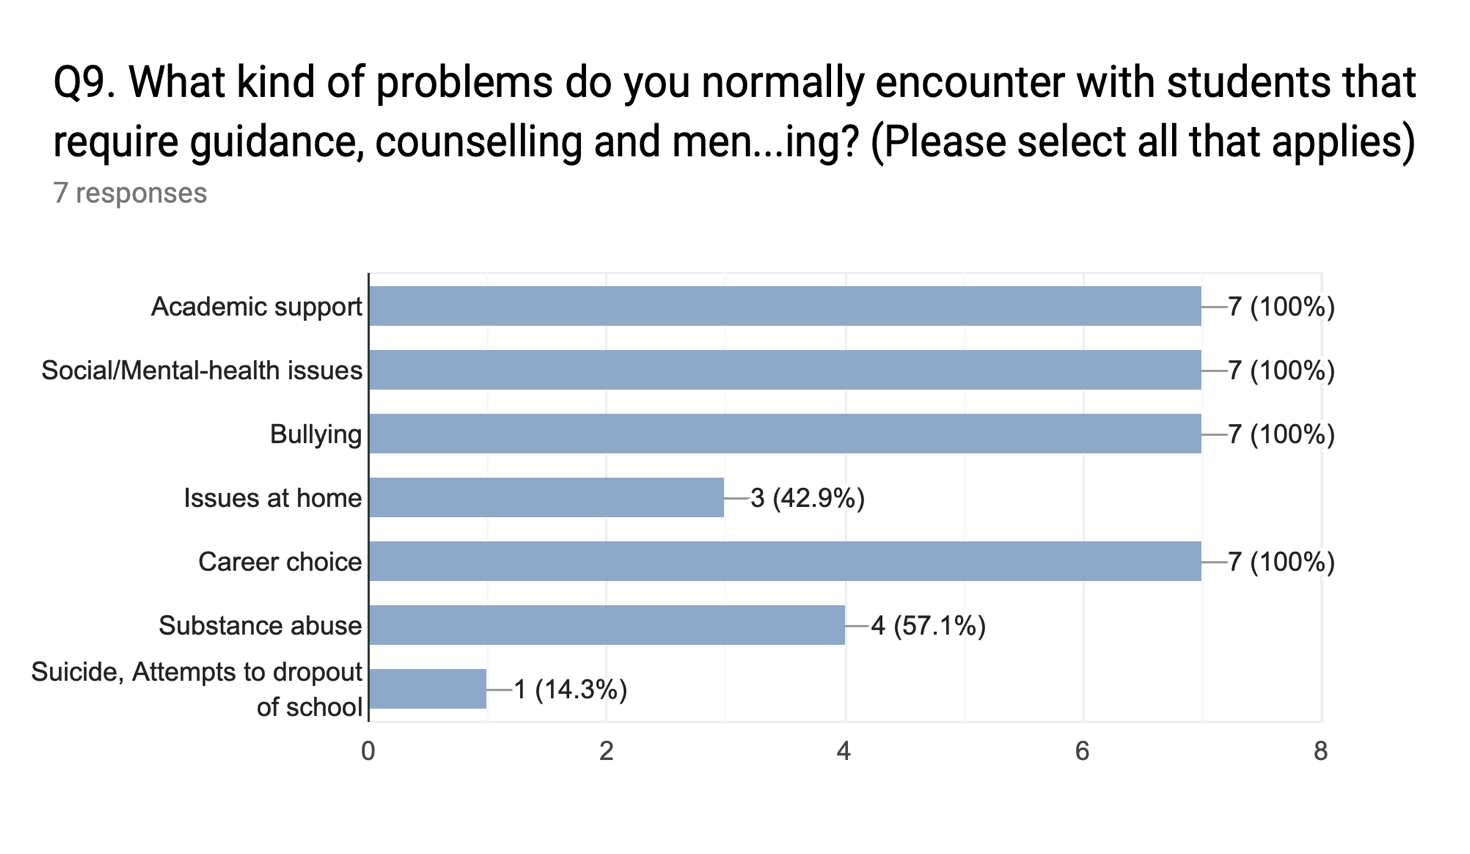 Q9. What kind of problems do you normally encounter with students that
require guidance, counselling and men...ing? (Please select all that applies)
7 responses
Academic support
7 (100%)
Social/Mental-health issues
7 (100%)
Bullying
7 (100%)
Issues at home
3 (42.9%)
Career choice
7 (100%)
Substance abuse
4 (57.1%)
Suicide, Attempts to dropout
of school
1 (14.3%)
0 2 4 6 8